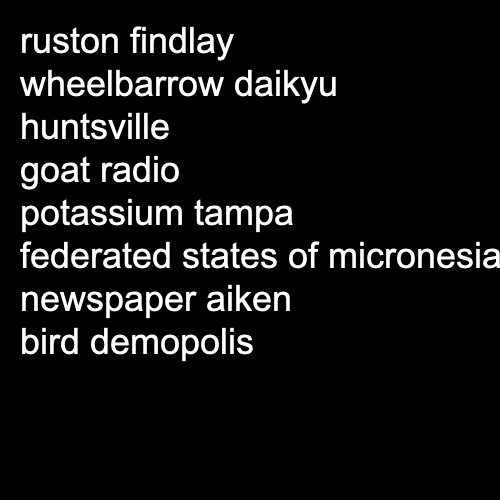 ruston findlay
wheelbarrow daikyu
huntsville
goat radio
potassium tampa
federated states of micronesia
newspaper aiken
bird demopolis